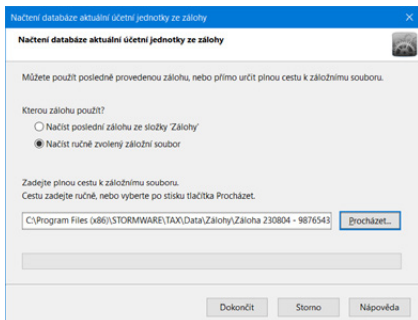 Načtení databáze aktuální účetní jednotky ze zálohy
Načtení databáze aktuální účetní jednotky ze zálohy
Můžete použít posledně provedenou zálohu, nebo přímo určit plnou cestu k záložnímu souboru.
Kterou zálohu použít?
Načíst poslední zálohu ze složky 'Zálohy'
Načíst ručně zvolený záložní soubor
Zadejte plnou cestu k záložnímu souboru.
Cestu zadejte ručně, nebo vyberte po stisku tlačítka Procházet.
C:\Program Files (x86)\STORMWARE\TAX\Data\Zálohy\Záloha 230804 - 9876543
Procházet...
Dokončit Storno Nápověda